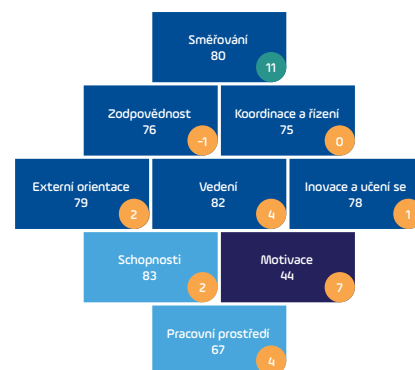 Směřování
80
11
Zodpovědnost
76
-1
Koordinace a řízení
75
0
Externí orientace
79
2
Vedení
82
4
Inovace a učení se
78
1
Schopnosti
83
2
Motivace
44
7
Pracovní prostředí
67
4